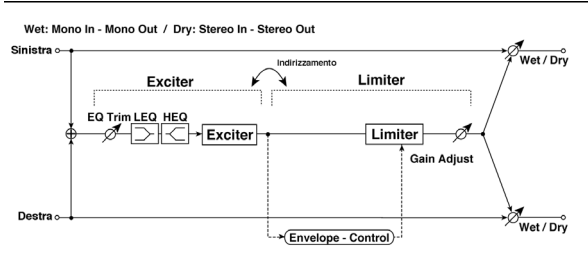 Wet: Mono In - Mono Out / Dry: Stereo In - Stereo Out
Sinistra
Wet / Dry
Indirizzamento
Exciter
Limiter
EQ Trim LEQ HEQ
Exciter
Limiter
Gain Adjust
Destra
Wet / Dry
Envelope - Control